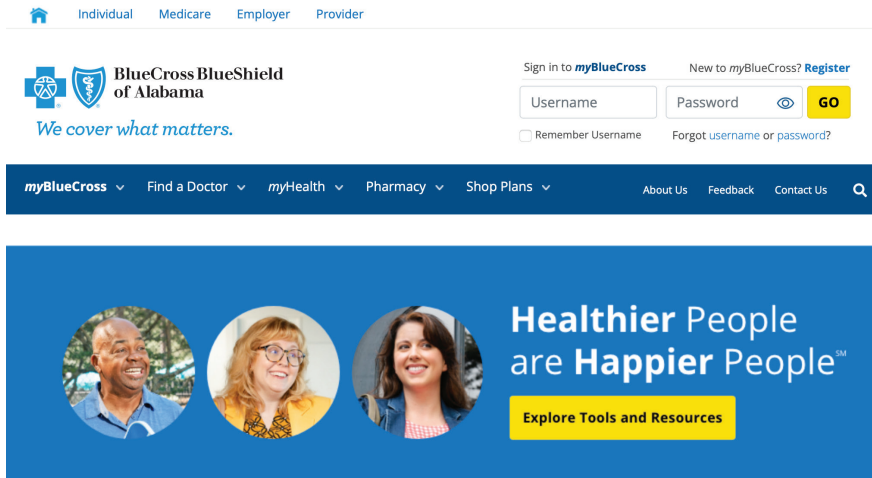 Individual Medicare Employer Provider
BlueCross BlueShield
of Alabama
We cover what matters.
Sign in to myBlueCross New to myBlueCross? Register
Username Password GO
Remember Username Forgot username or password?
myBlueCross Find a Doctor myHealth Pharmacy Shop Plans About Us Feedback Contact Us
Healthier People
are Happier People℠
Explore Tools and Resources